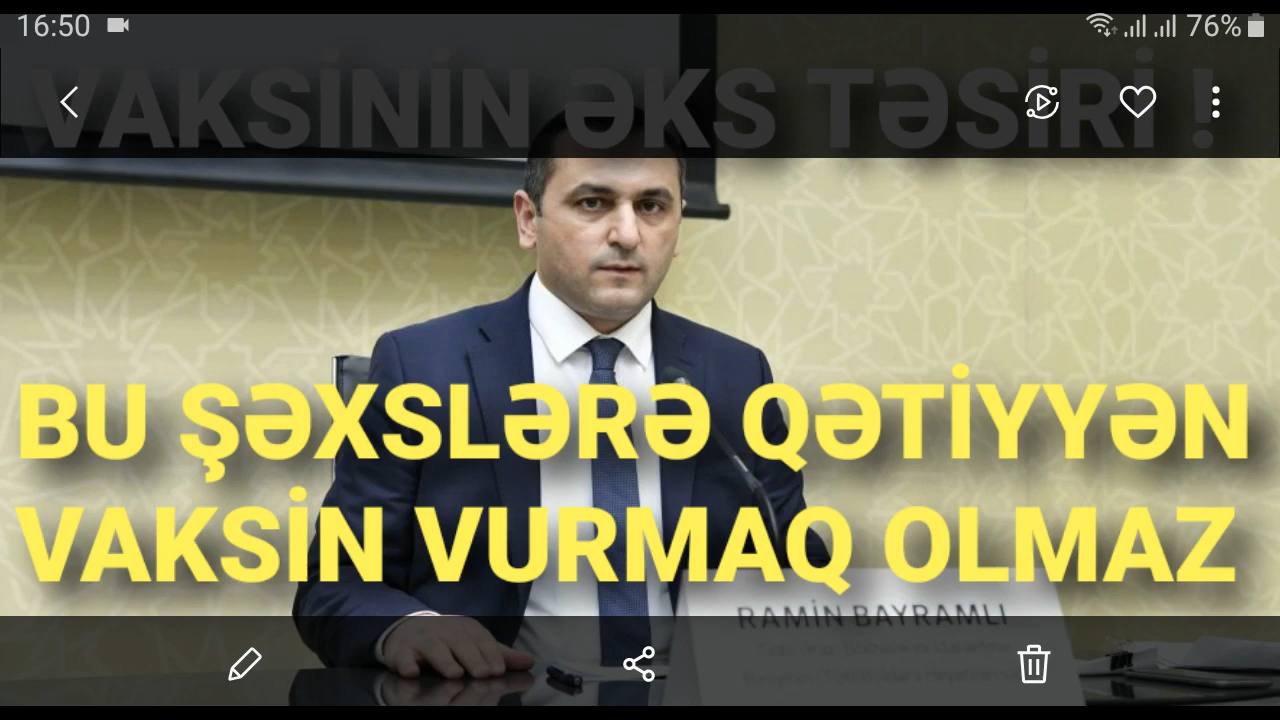 16:50
76%
VAKSİNİN ƏKS TƏSİRİ !
BU ŞƏXSLƏRƏ QƏTİYYƏN
VAKSİN VURMAQ OLMAZ
RAMİN BAYRAMLI